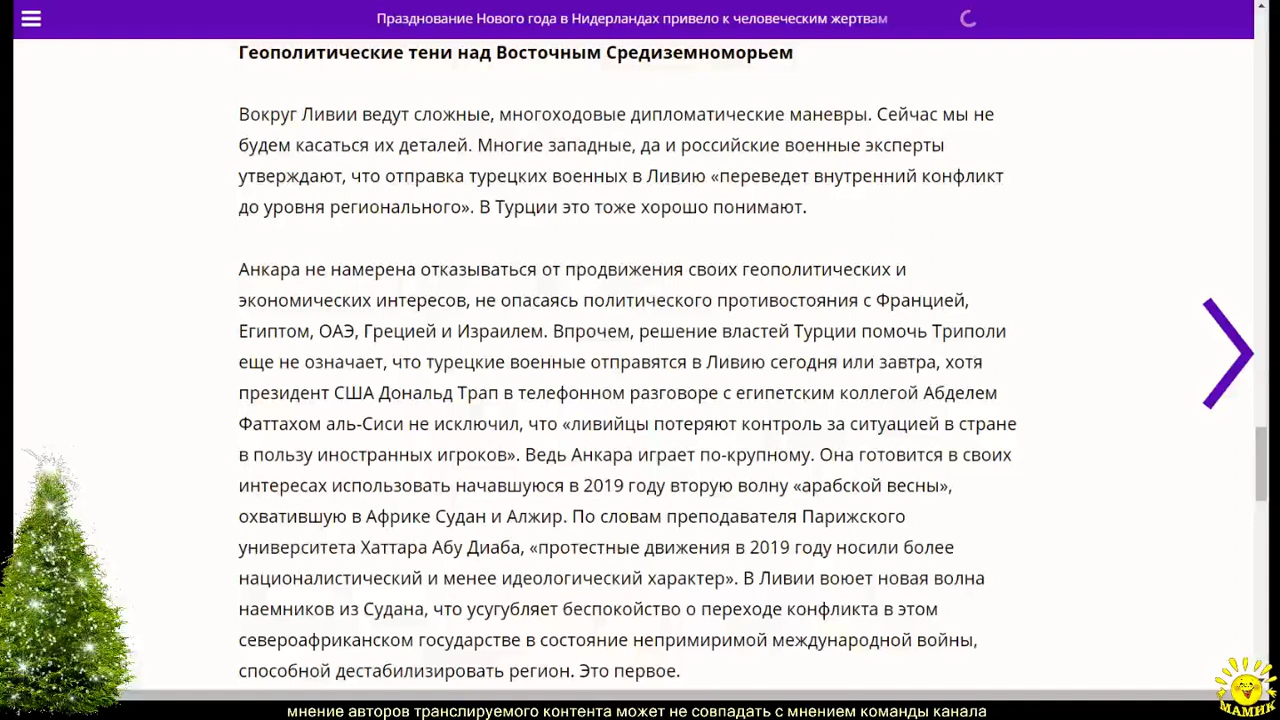 Празднование Нового года в Нидерландах привело к человеческим жертвам
Геополитические тени над Восточным Средиземноморьем
Вокруг Ливии ведут сложные, многоходовые дипломатические маневры. Сейчас мы не
будем касаться их деталей. Многие западные, да и российские военные эксперты
утверждают, что отправка турецких военных в Ливию «переведет внутренний конфликт
до уровня регионального». В Турции это тоже хорошо понимают.
Анкара не намерена отказываться от продвижения своих геополитических и
экономических интересов, не опасаясь политического противостояния с Францией,
Египтом, ОАЭ, Грецией и Израилем. Впрочем, решение властей Турции помочь Триполи
еще не означает, что турецкие военные отправятся в Ливию сегодня или завтра, хотя
президент США Дональд Трап в телефонном разговоре с египетским коллегой Абделем
Фаттахом аль-Сиси не исключил, что «ливийцы потеряют контроль за ситуацией в стране
в пользу иностранных игроков». Ведь Анкара играет по-крупному. Она готовится в своих
интересах использовать начавшуюся в 2019 году вторую волну «арабской весны»,
охватившую в Африке Судан и Алжир. По словам преподавателя Парижского
университета Хаттара Абу Диаба, «протестные движения в 2019 году носили более
националистический и менее идеологический характер». В Ливии воюет новая волна
наемников из Судана, что усугубляет беспокойство о переходе конфликта в этом
североафриканском государстве в состояние непримиримой международной войны,
способной дестабилизировать регион. Это первое.
МАМИК
мнение авторов транслируемого контента может не совпадать с мнением команды канала